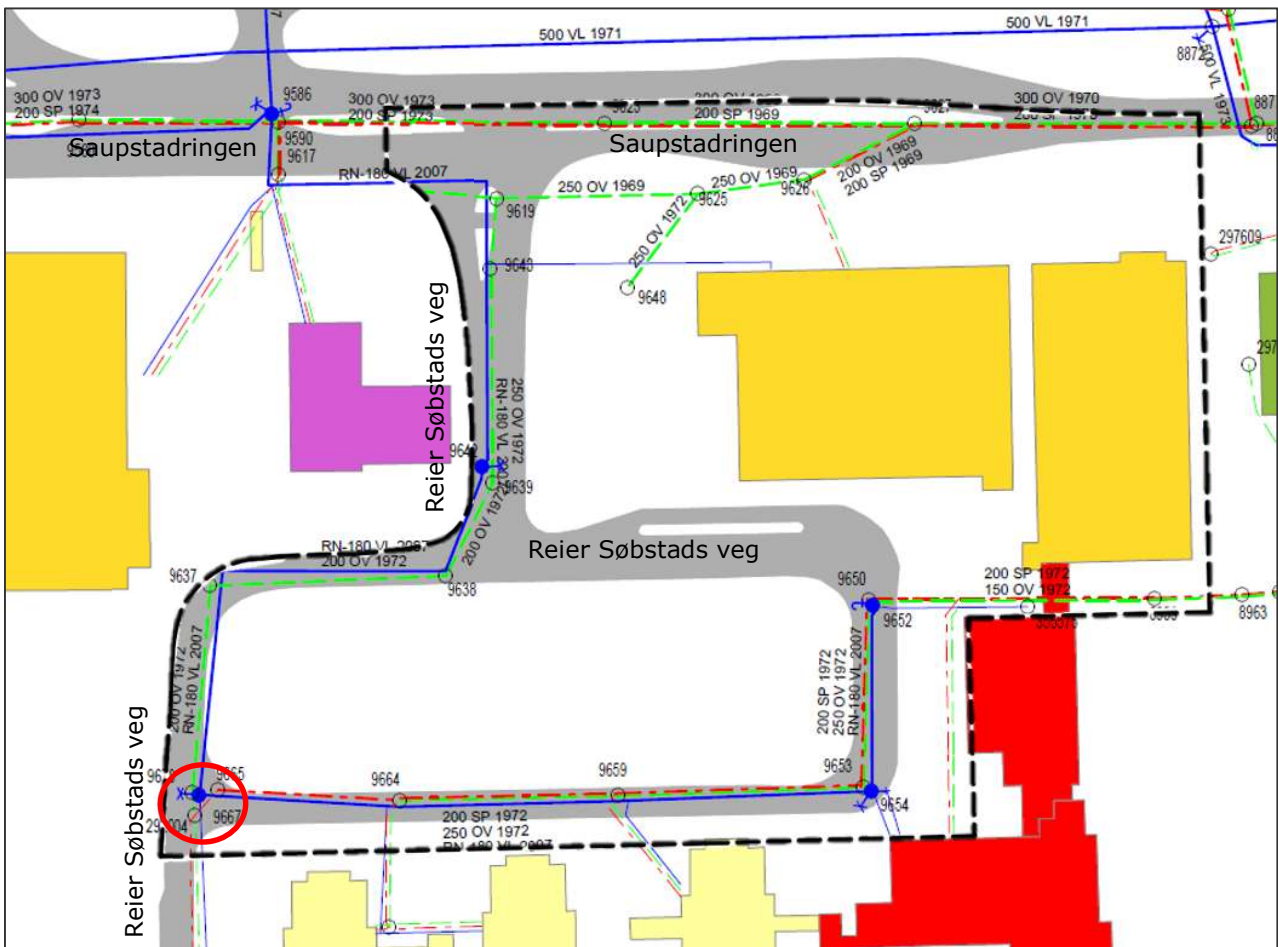 500 VL 1971
8872
500 VL 1973
300 OV 1973
200 SP 1974
9586
300 OV 1973
200 SP 1973
9623
200 SP 1969
9627
300 OV 1970
9590
9617
Saupstadringen
Saupstadringen
RN-180 VL 2007
250 OV 1969
250 OV 1969
9625
9626
200 OV 1969
200 SP 1969
9619
250 OV 1972
9648
297609
Reier Søbstads veg
250 OV 1972
9642
9639
200 OV 1972
RN-180 VL 2007
200 OV 1972
9637
9638
Reier Søbstads veg
9650
9652
200 SP 1972
150 OV 1972
8963
200 OV 1972
RN-180 VL 2007
200 SP 1972
250 OV 1972
RN-180 VL 2007
Reier Søbstads veg
9665
9667
9664
9659
9653
9654
200 SP 1972
250 OV 1972
RN-180 VL 2007